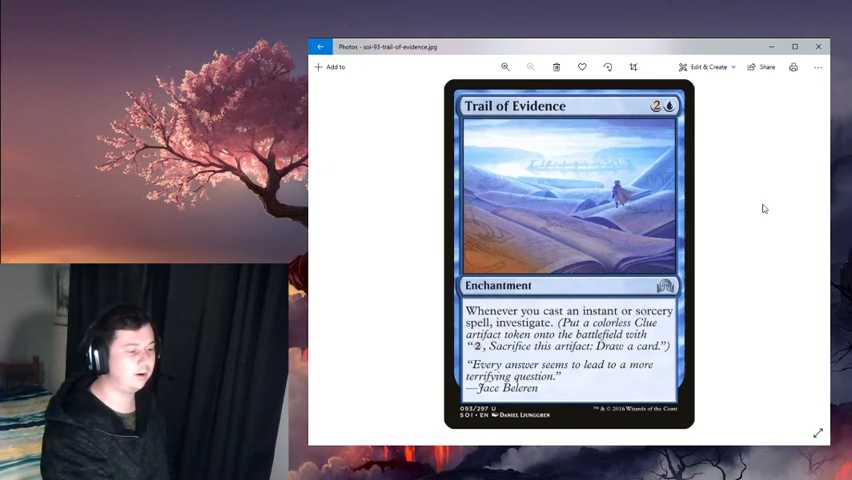 Photos - soi-93-trail-of-evidence.jpg
Add to
Edit & Create
Share
Trail of Evidence 2
Enchantment
Whenever you cast an instant or sorcery
spell, investigate. (Put a colorless Clue
artifact token onto the battlefield with
“2, Sacrifice this artifact: Draw a card.”)
“Every answer seems to lead to a more
terrifying question.”
—Jace Beleren
093/297 U
SOI • EN DANIEL LJUNGGREN
™ & © 2016 Wizards of the Coast